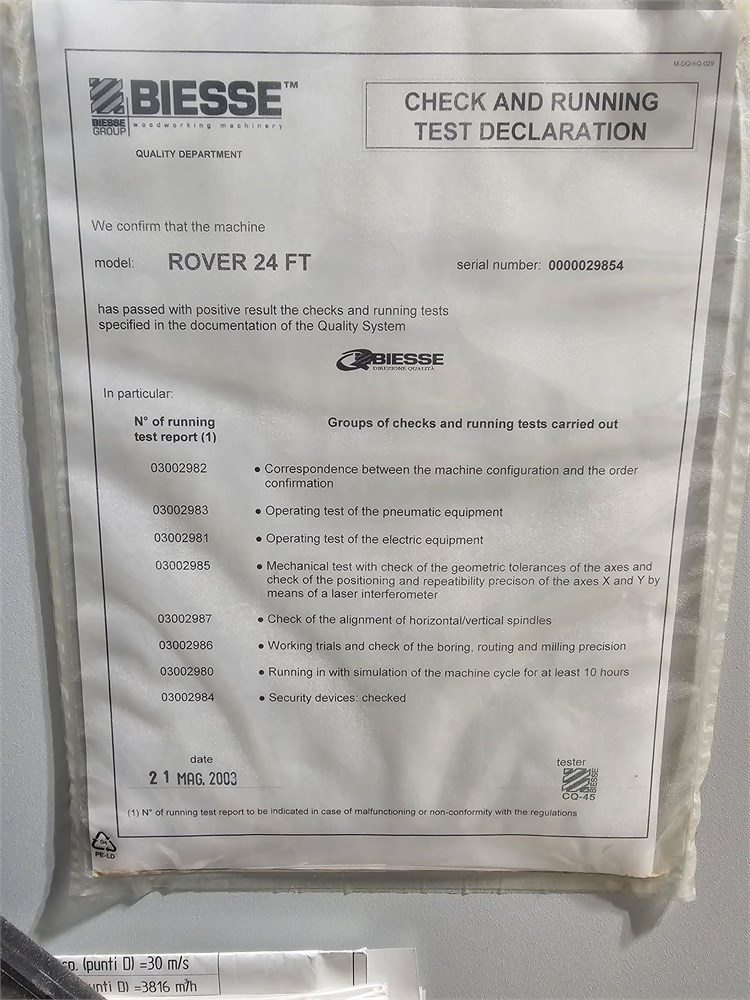 M-DQ/AQ-029
BIESSE™
BIESSE
GROUP
woodworking machinery
QUALITY DEPARTMENT
CHECK AND RUNNING
TEST DECLARATION
We confirm that the machine
model: ROVER 24 FT serial number: 0000029854
has passed with positive result the checks and running tests
specified in the documentation of the Quality System
BIESSE
DIREZIONE QUALITÀ
In particular:
N° of running
test report (1)
Groups of checks and running tests carried out
03002982 • Correspondence between the machine configuration and the order
confirmation
03002983 • Operating test of the pneumatic equipment
03002981 • Operating test of the electric equipment
03002985 • Mechanical test with check of the geometric tolerances of the axes and
check of the positioning and repeatibility precison of the axes X and Y by
means of a laser interferometer
03002987 • Check of the alignment of horizontal/vertical spindles
03002986 • Working trials and check of the boring, routing and milling precision
03002980 • Running in with simulation of the machine cycle for at least 10 hours
03002984 • Security devices: checked
date
21 MAG. 2003
tester
BIESSE
CQ-45
(1) N° of running test report to be indicated in case of malfunctioning or non-conformity with the regulations
04
PE-LD
(punti D) =30 m/s
D) =3816 m³/h